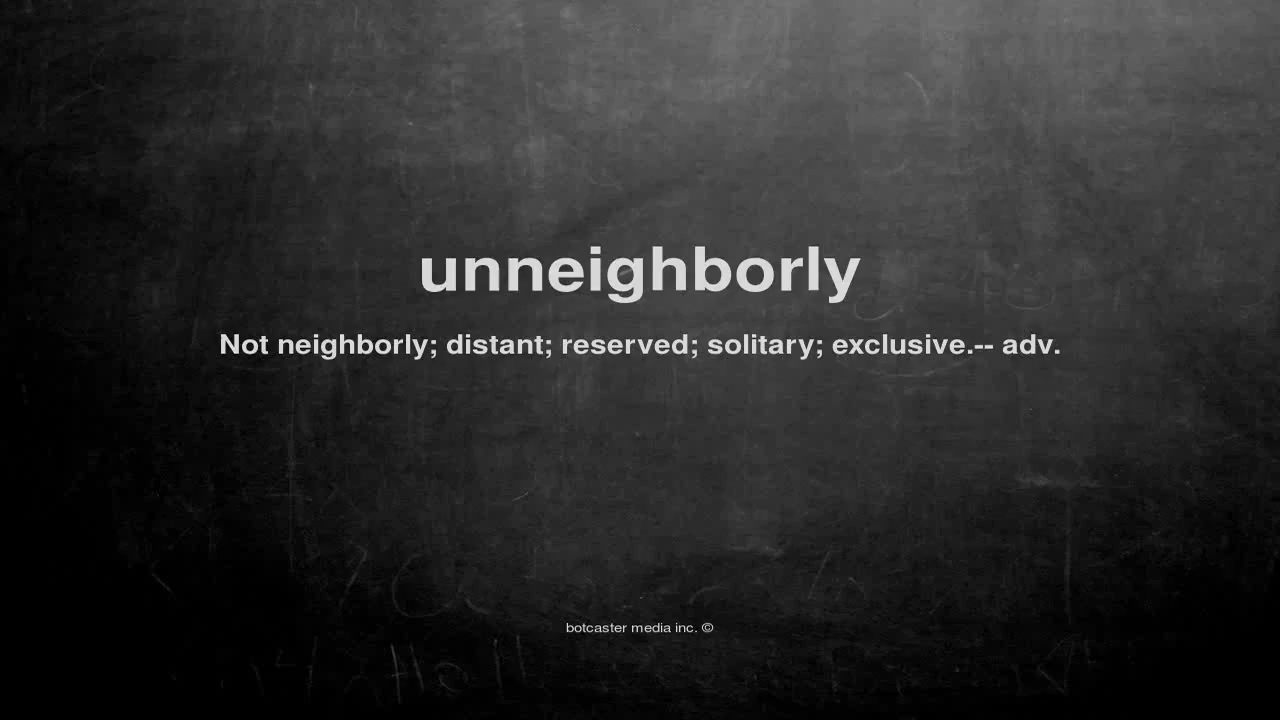 unneighborly
Not neighborly; distant; reserved; solitary; exclusive.-- adv.
botcaster media inc. ©